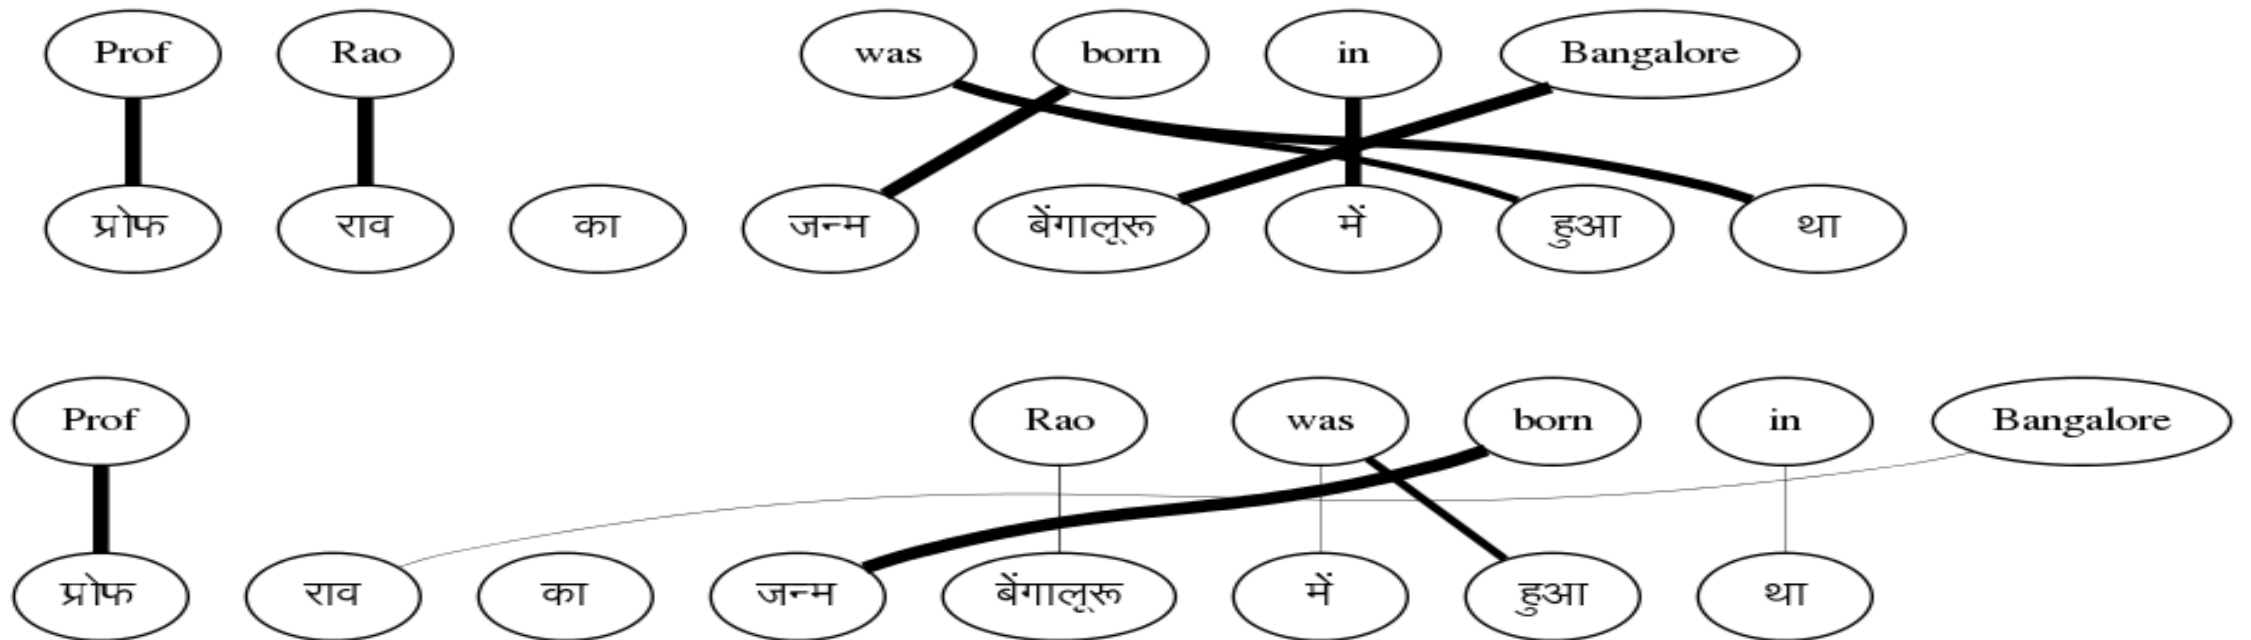 Prof Rao was born in Bangalore
प्रोफ राव का जन्म बेंगालूरू में हुआ था
Prof Rao was born in Bangalore
प्रोफ राव का जन्म बेंगालूरू में हुआ था